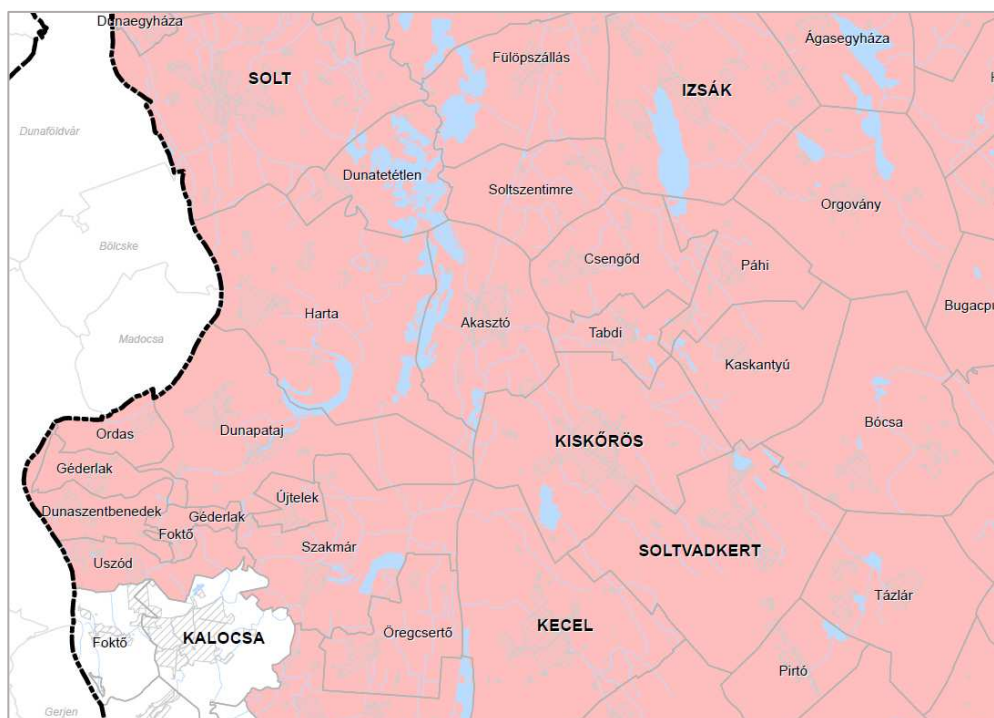 Dunaegyháza
SOLT
Fülöpszállás
IZSÁK
Ágasegyháza
Dunaföldvár
Dunatetétlen
Soltszentimre
Orgovány
Bölcske
Csengőd
Páhi
Harta
Akasztó
Tabdi
Bugacpu
Madocsa
Kaskantyú
Ordas
Dunapataj
KISKŐRÖS
Bócsa
Géderlak
Újtelek
Dunaszentbenedek
Géderlak
Foktő
Szakmár
SOLTVADKERT
Uszód
Tázlár
Foktő
KALOCSA
Öregcsertő
KECEL
Pirtó
Gerjen